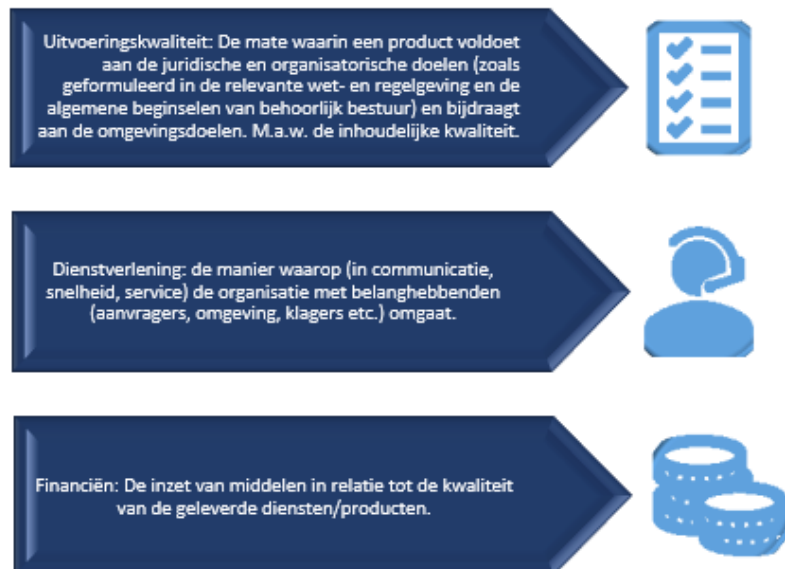 Uitvoeringskwaliteit: De mate waarin een product voldoet
aan de juridische en organisatorische doelen (zoals
geformuleerd in de relevante wet- en regelgeving en de
algemene beginselen van behoorlijk bestuur) en bijdraagt
aan de omgevingsdoelen. M.a.w. de inhoudelijke kwaliteit.
Dienstverlening: de manier waarop (in communicatie,
snelheid, service) de organisatie met belanghebbenden
(aanvragers, omgeving, klagers etc.) omgaat.
Financiën: De inzet van middelen in relatie tot de kwaliteit
van de geleverde diensten/producten.